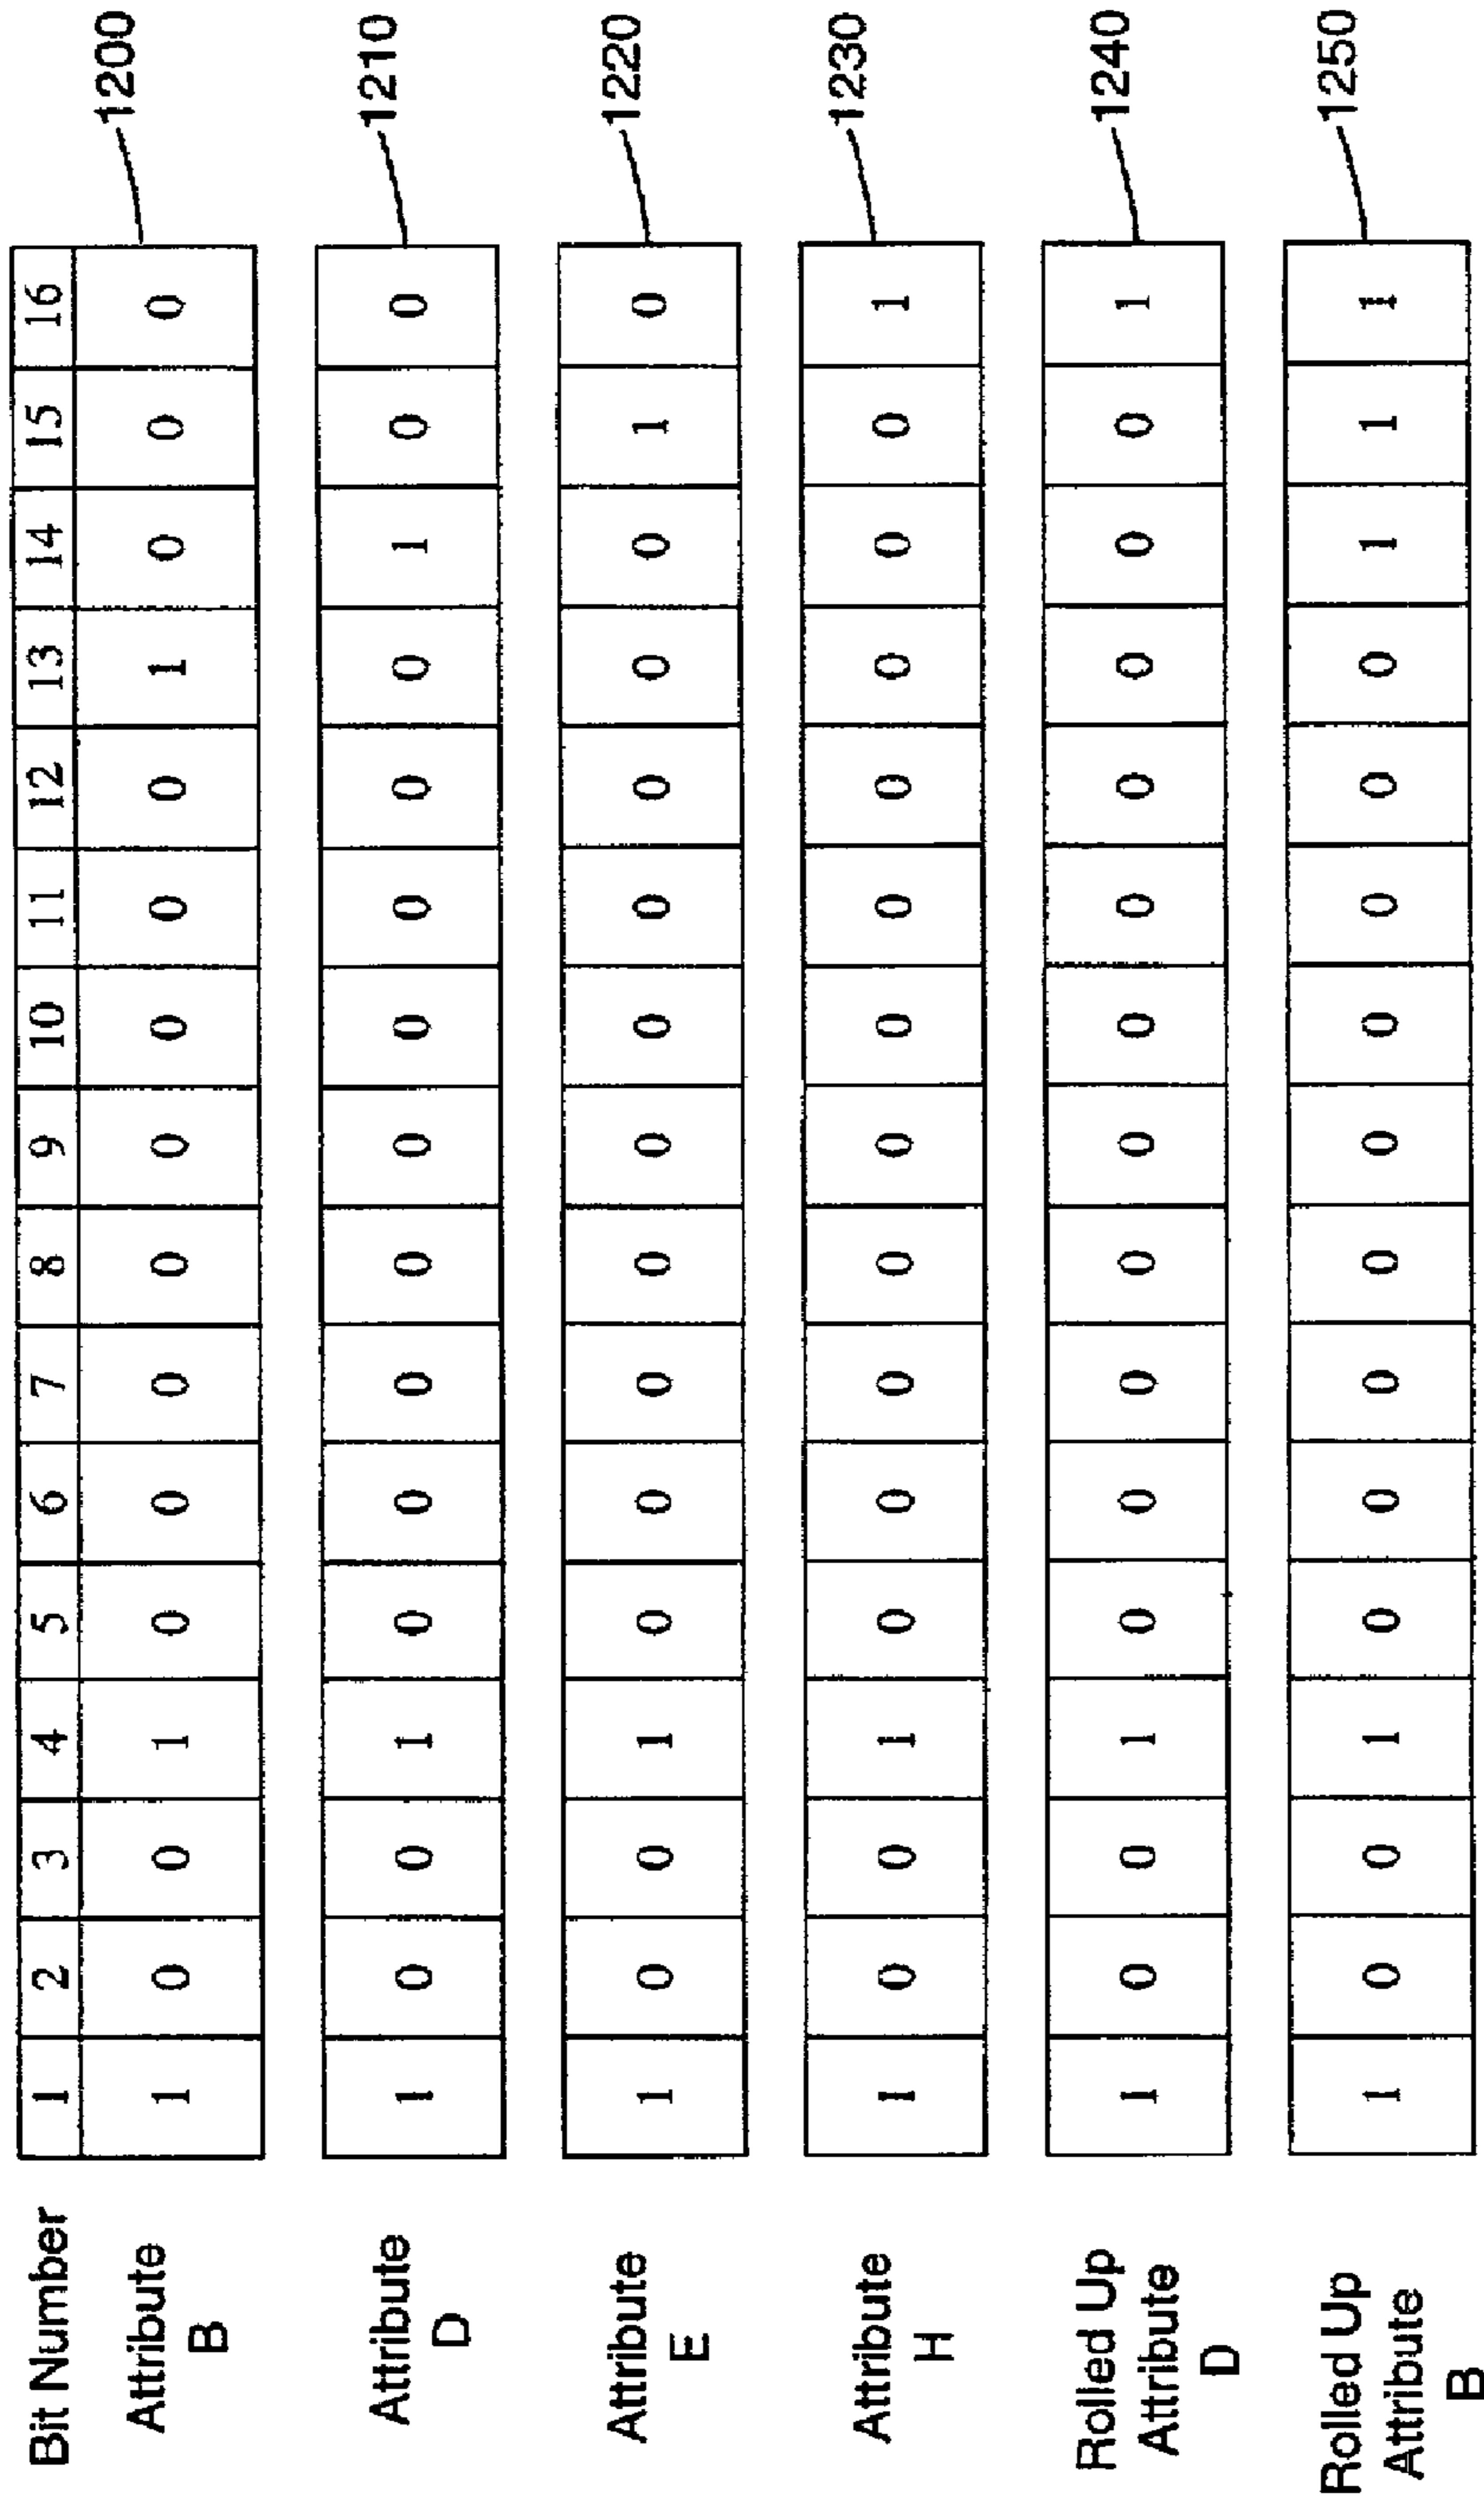 Bit Number 1 2 3 4 5 6 7 8 9 10 11 12 13 14 15 16
Attribute 1 0 0 1 0 0 0 0 0 0 0 0 1 0 0 0 1200
B
Attribute 1 0 0 1 0 0 0 0 0 0 0 0 0 1 0 0 1210
D
Attribute 1 0 0 1 0 0 0 0 0 0 0 0 0 0 1 0 1220
E
Attribute 1 0 0 1 0 0 0 0 0 0 0 0 0 0 0 1 1230
H
Rolled Up
Attribute 1 0 0 1 0 0 0 0 0 0 0 0 0 0 0 1 1240
D
Rolled Up
Attribute 1 0 0 1 0 0 0 0 0 0 0 0 0 1 1 1 1250
B